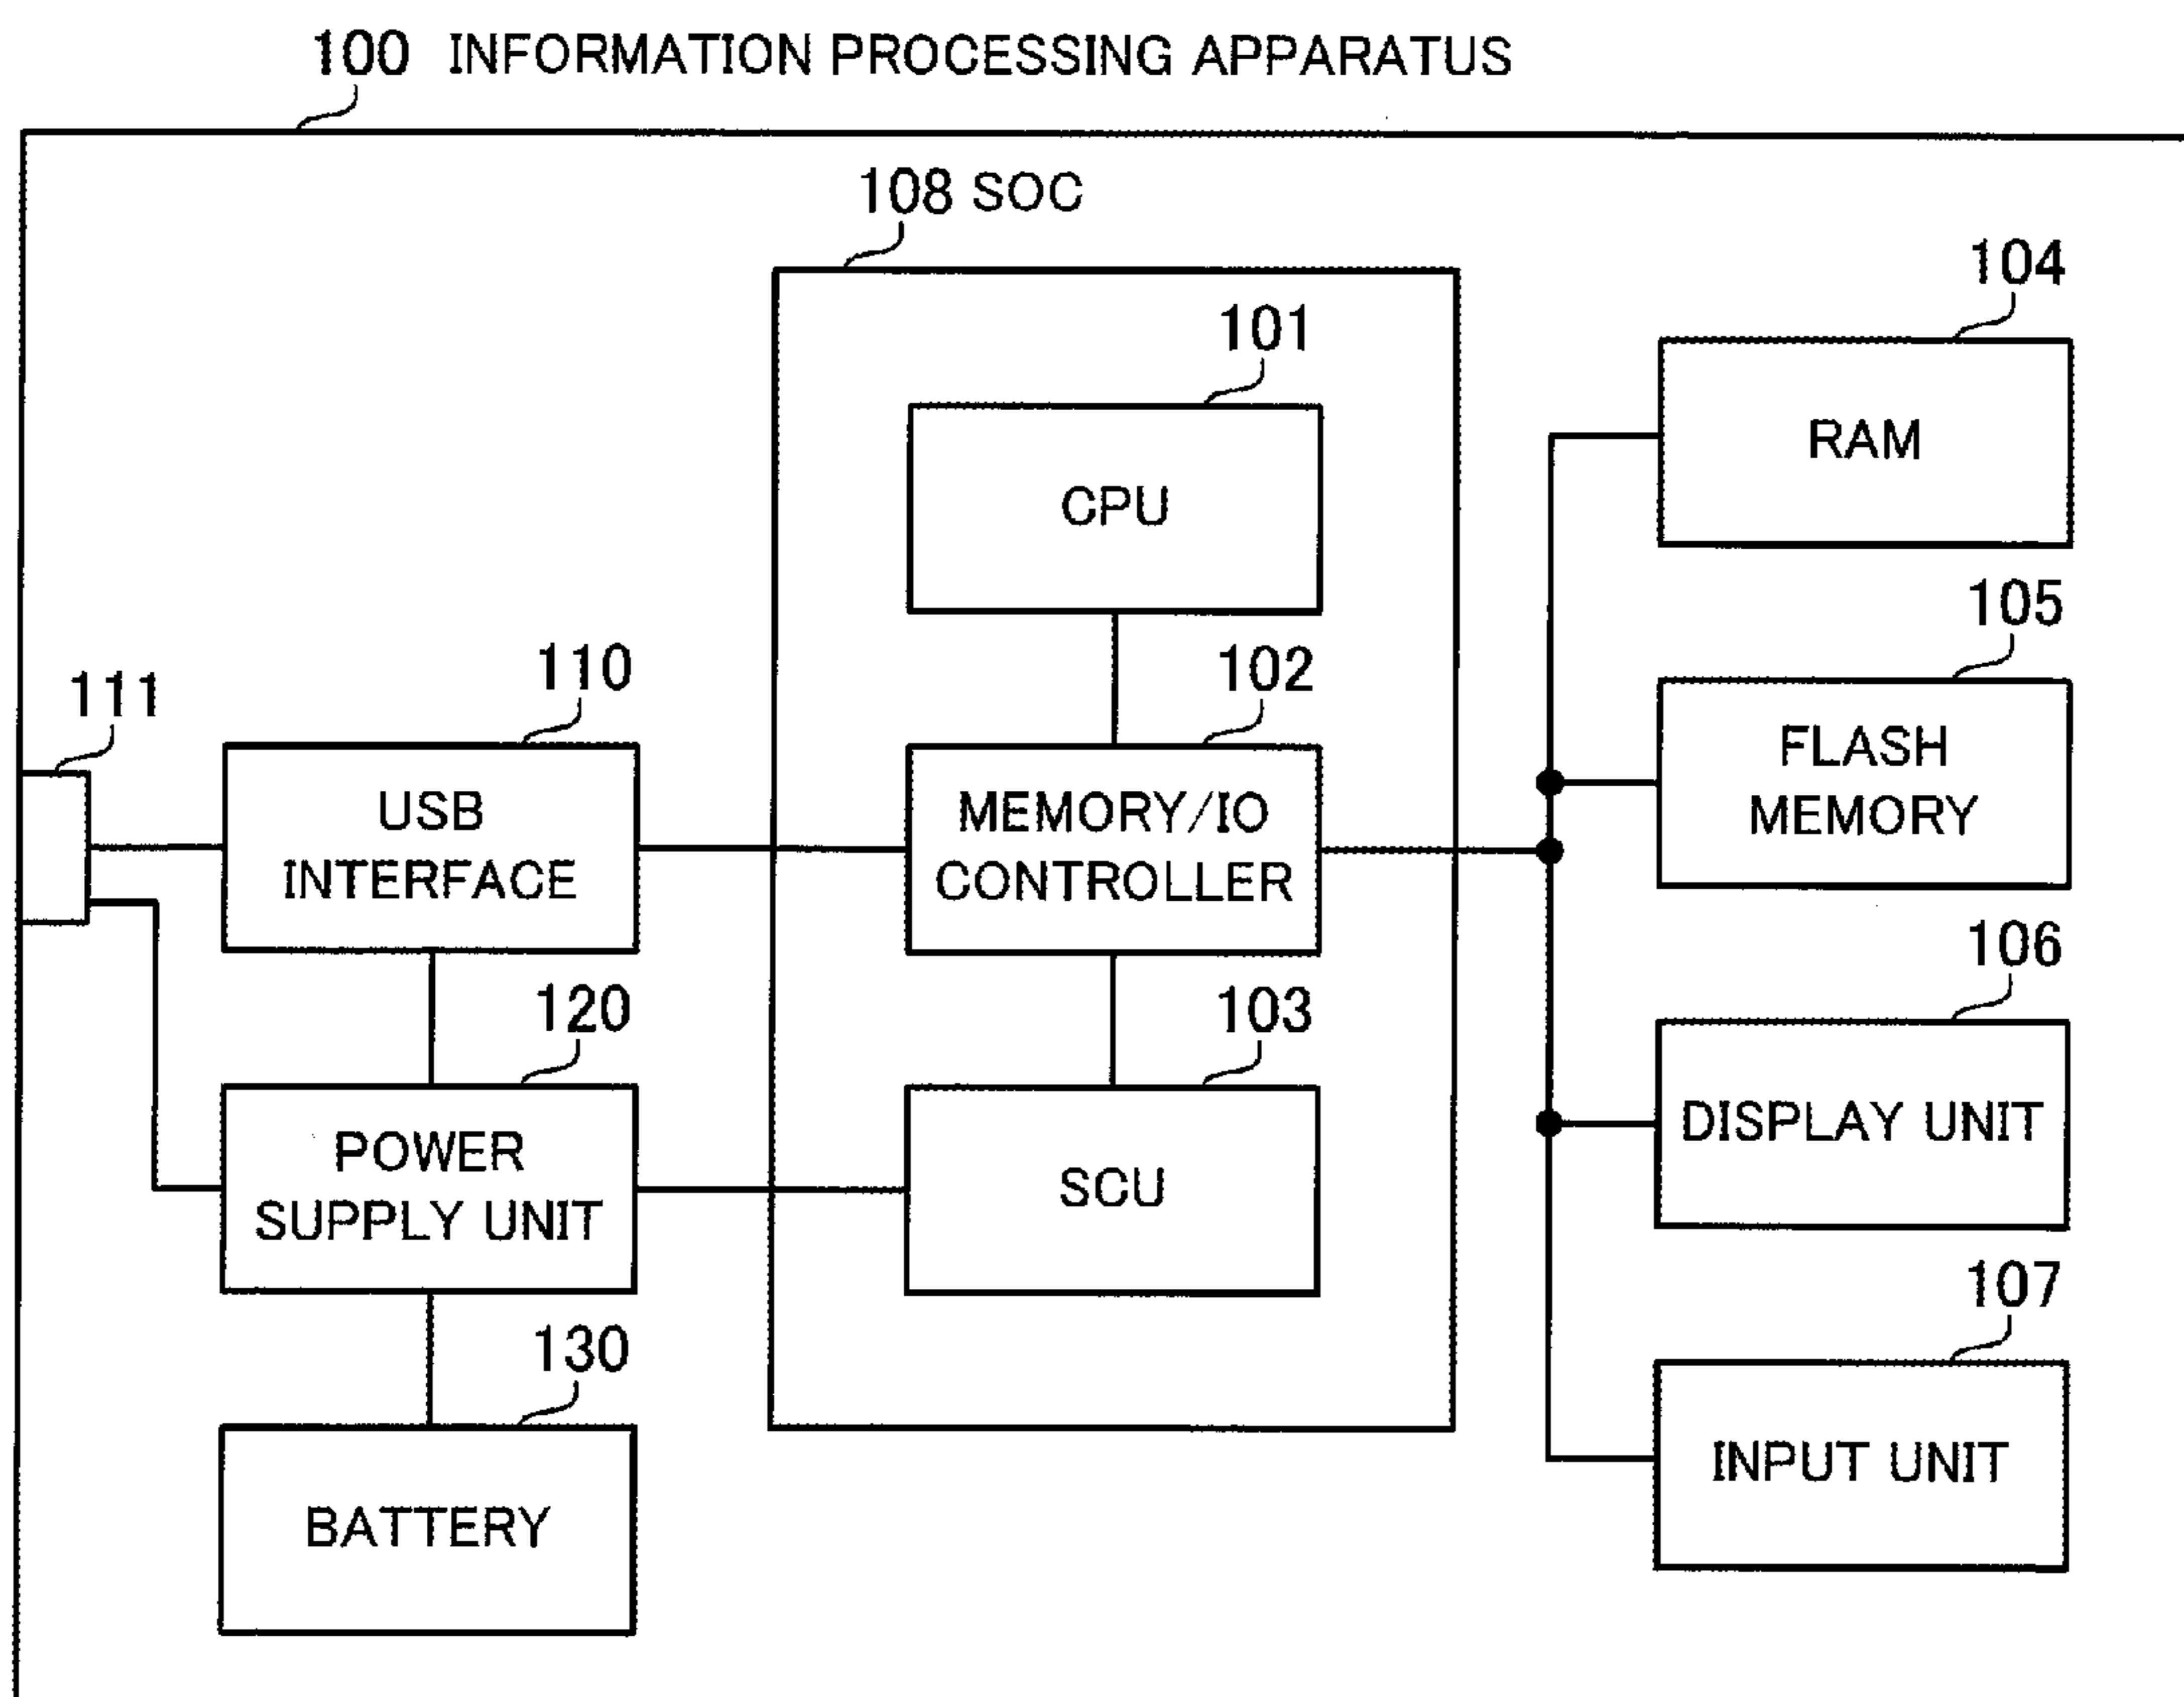 100 INFORMATION PROCESSING APPARATUS
108 SOC
104
RAM
101
CPU
105
FLASH
MEMORY
111
110
USB
INTERFACE
102
MEMORY/IO
CONTROLLER
106
DISPLAY UNIT
120
POWER
SUPPLY UNIT
103
SCU
107
INPUT UNIT
130
BATTERY